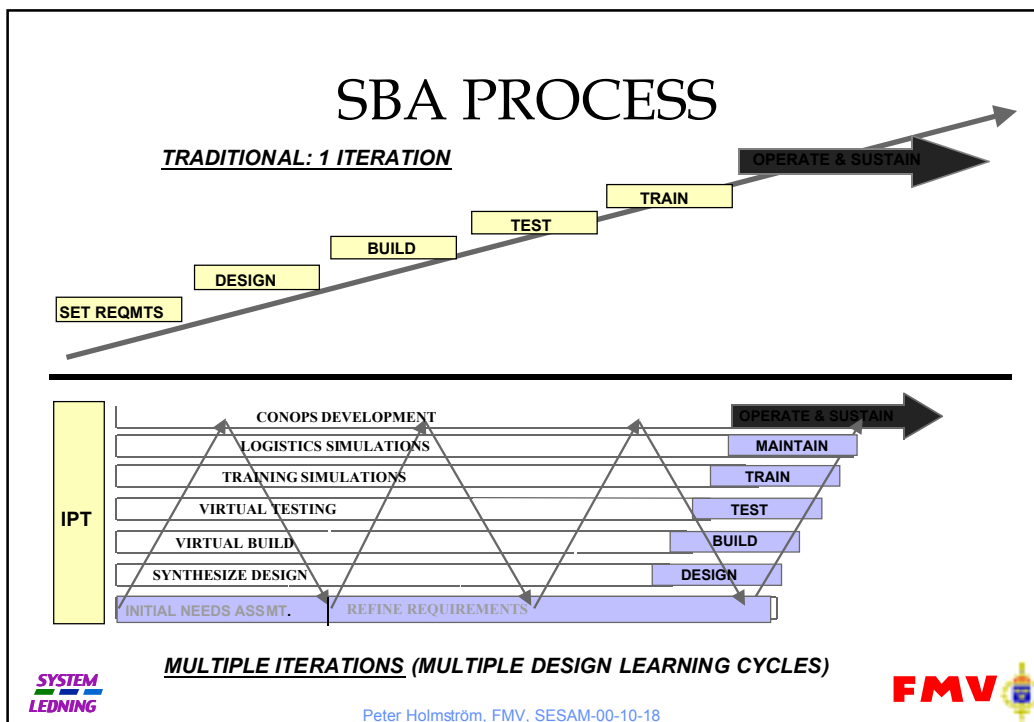 SBA PROCESS
TRADITIONAL: 1 ITERATION
OPERATE & SUSTAIN
TRAIN
TEST
BUILD
DESIGN
SET REQMTS
IPT
CONOPS DEVELOPMENT
OPERATE & SUSTAIN
LOGISTICS SIMULATIONS
MAINTAIN
TRAINING SIMULATIONS
TRAIN
VIRTUAL TESTING
TEST
VIRTUAL BUILD
BUILD
SYNTHESIZE DESIGN
DESIGN
INITIAL NEEDS ASSMT.
REFINE REQUIREMENTS
MULTIPLE ITERATIONS (MULTIPLE DESIGN LEARNING CYCLES)
SYSTEM
LEDNING
Peter Holmström, FMV, SESAM-00-10-18
FMV